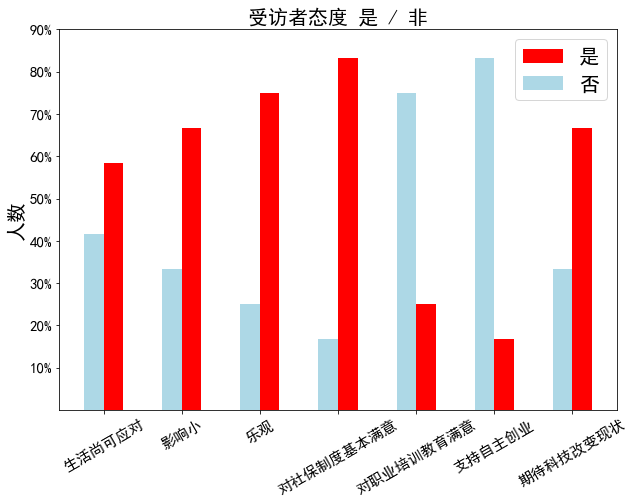 受访者态度 是 / 非
是
否
人数
90%
80%
70%
60%
50%
40%
30%
20%
10%
生活尚可应对
影响小
乐观
对社保制度基本满意
对职业培训教育满意
支持自主创业
期待科技改变现状